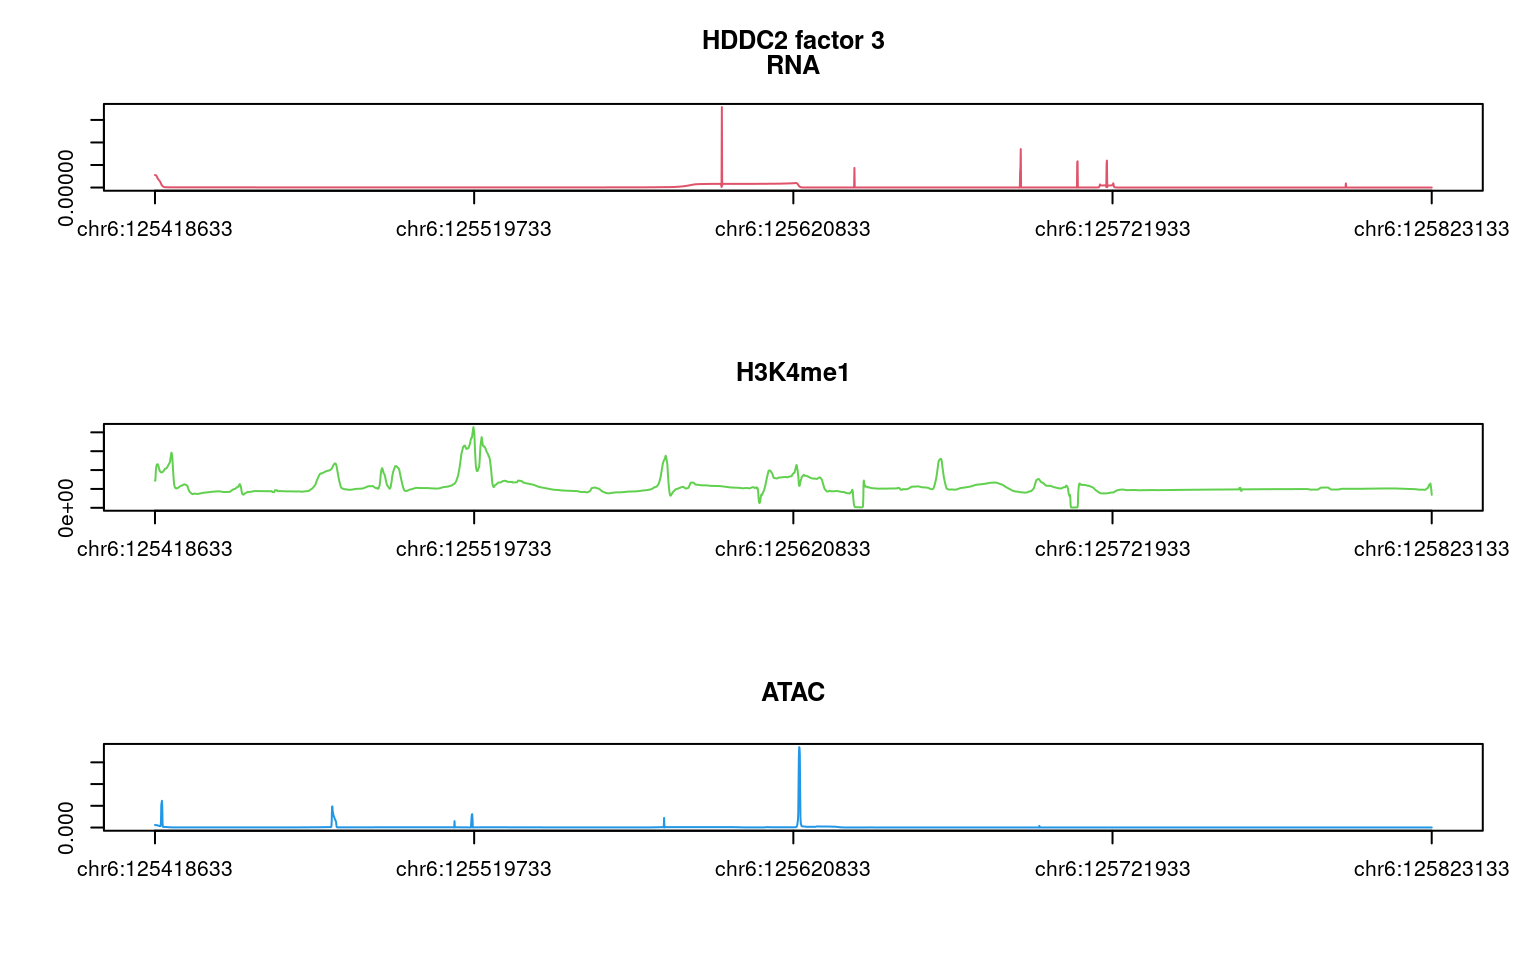 HDDC2 factor 3
RNA
0.00000
chr6:125418633 chr6:125519733 chr6:125620833 chr6:125721933 chr6:125823133
H3K4me1
0e+00
chr6:125418633 chr6:125519733 chr6:125620833 chr6:125721933 chr6:125823133
ATAC
0.000
chr6:125418633 chr6:125519733 chr6:125620833 chr6:125721933 chr6:125823133